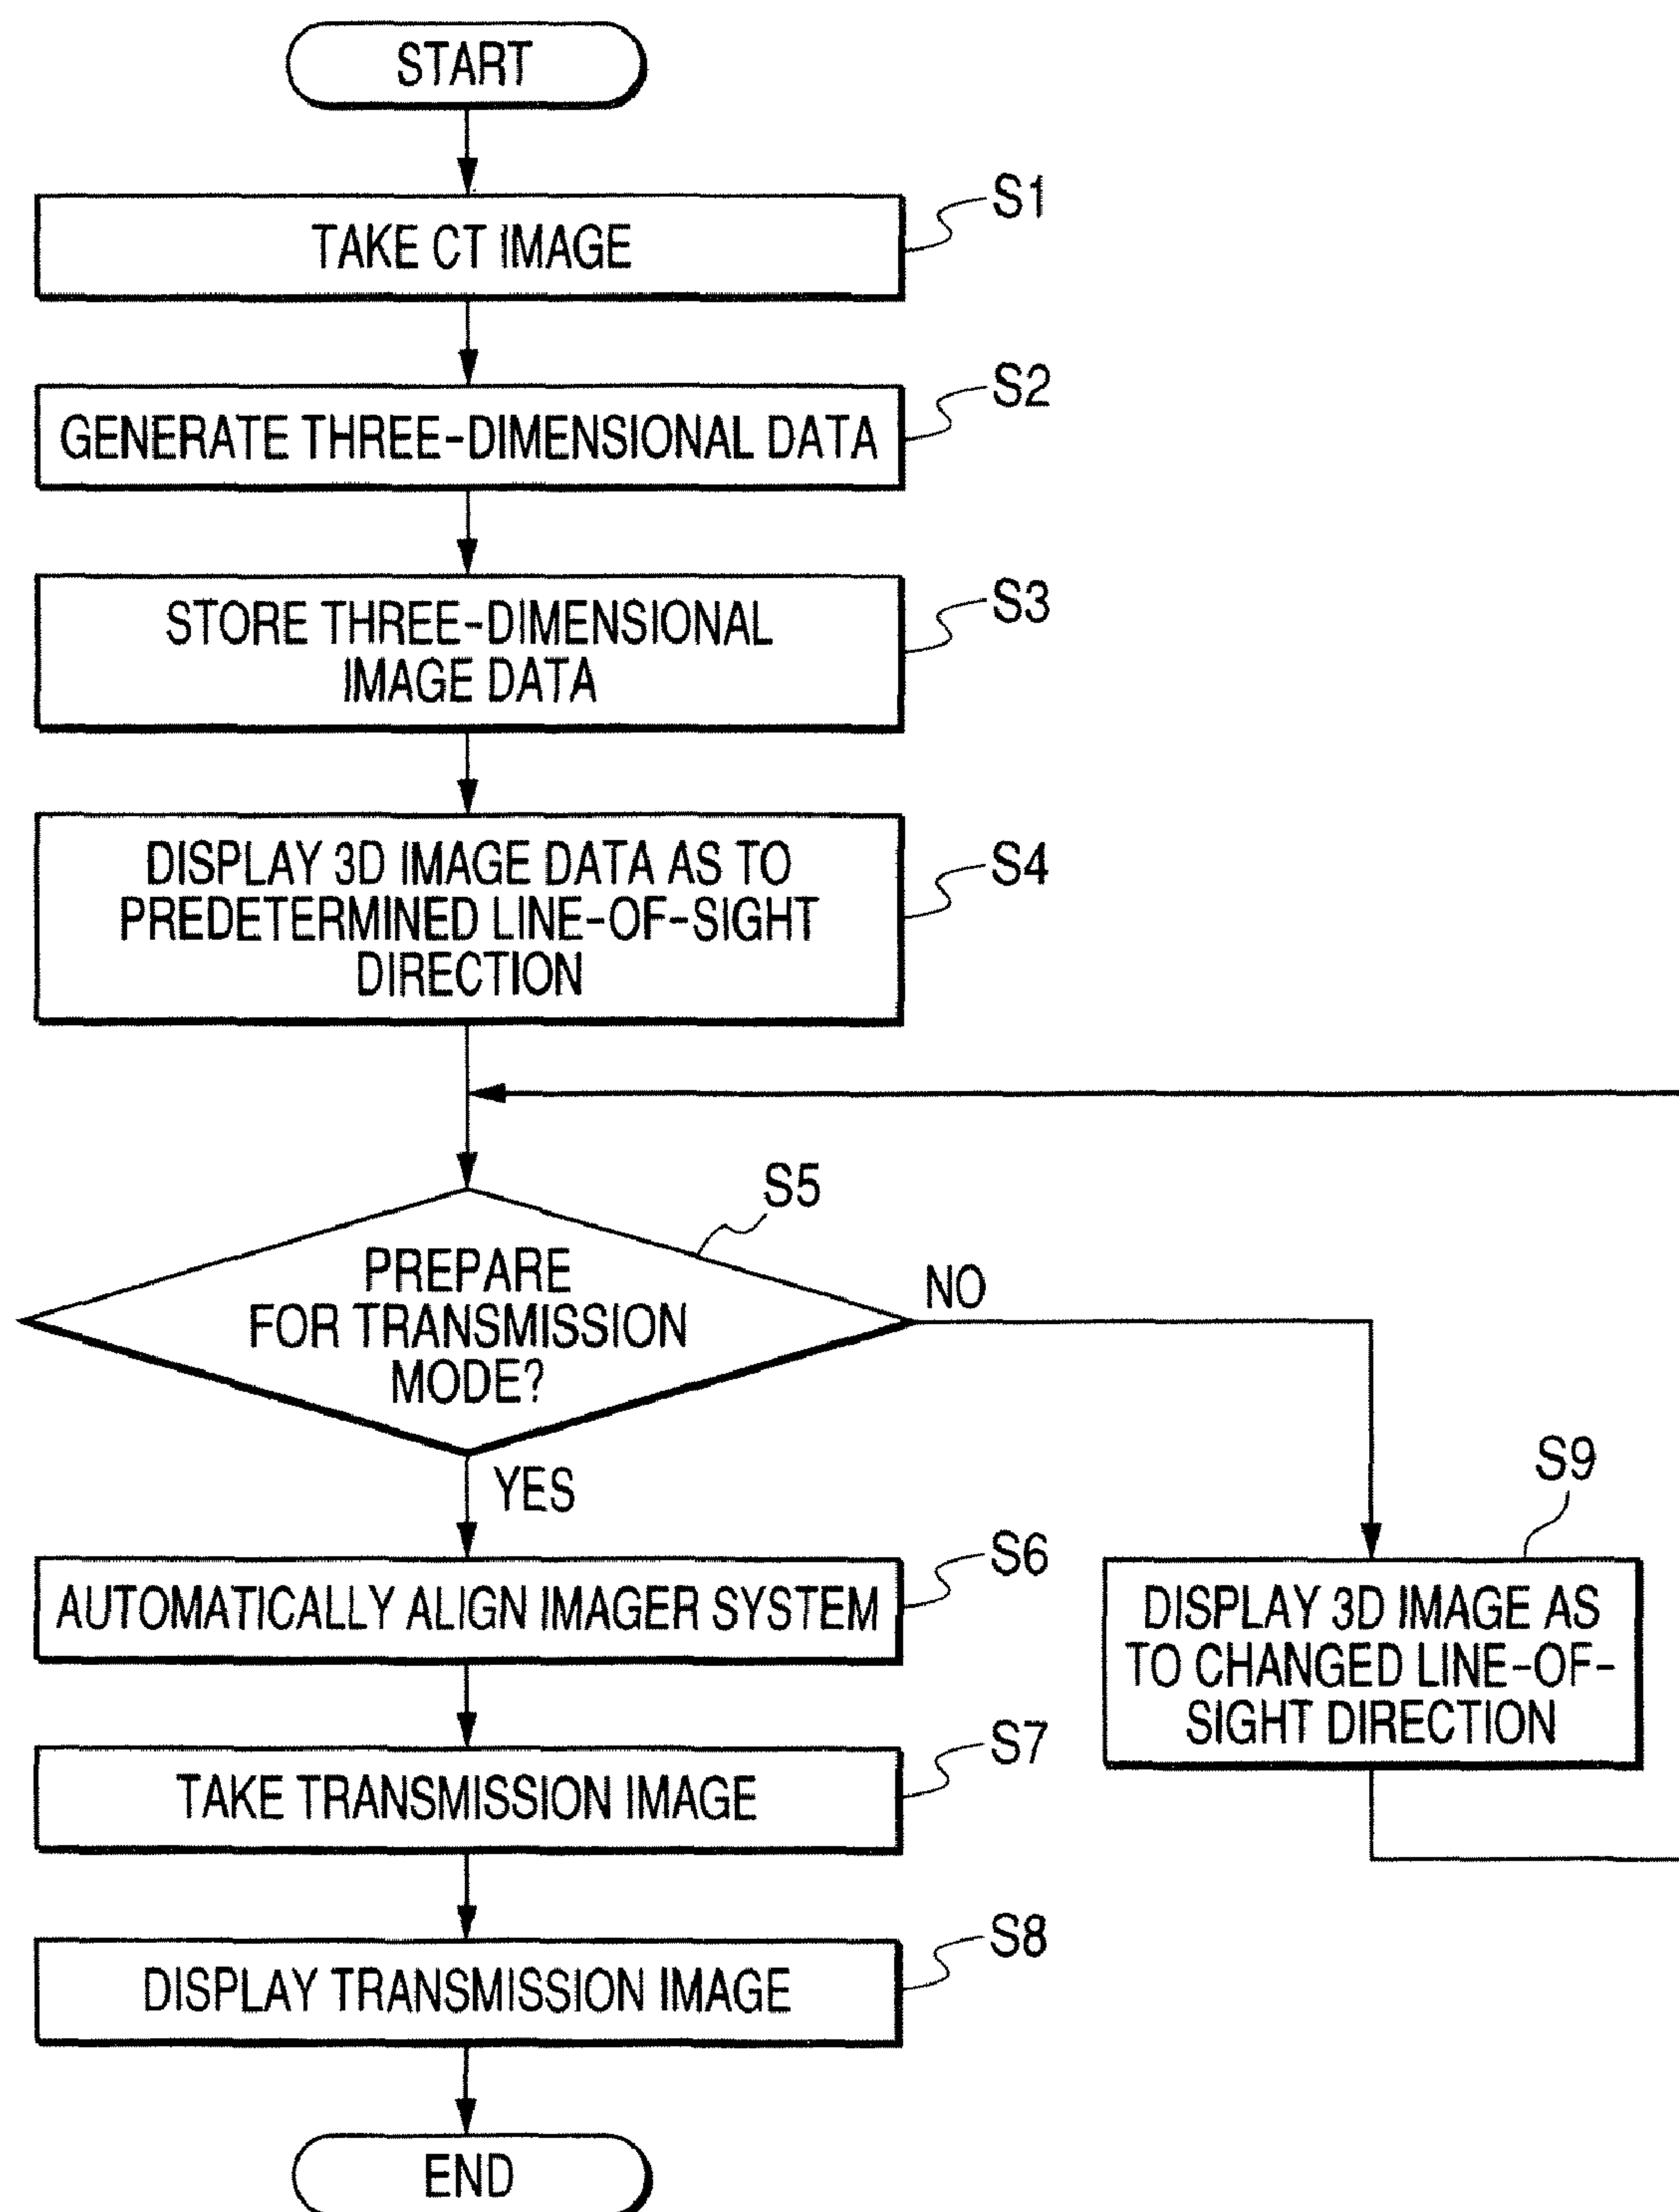 START
TAKE CT IMAGE
S1
GENERATE THREE-DIMENSIONAL DATA
S2
STORE THREE-DIMENSIONAL
IMAGE DATA
S3
DISPLAY 3D IMAGE DATA AS TO
PREDETERMINED LINE-OF-SIGHT
DIRECTION
S4
S5
PREPARE
FOR TRANSMISSION
MODE?
NO
YES
AUTOMATICALLY ALIGN IMAGER SYSTEM
S6
S9
DISPLAY 3D IMAGE AS
TO CHANGED LINE-OF-
SIGHT DIRECTION
TAKE TRANSMISSION IMAGE
S7
DISPLAY TRANSMISSION IMAGE
S8
END